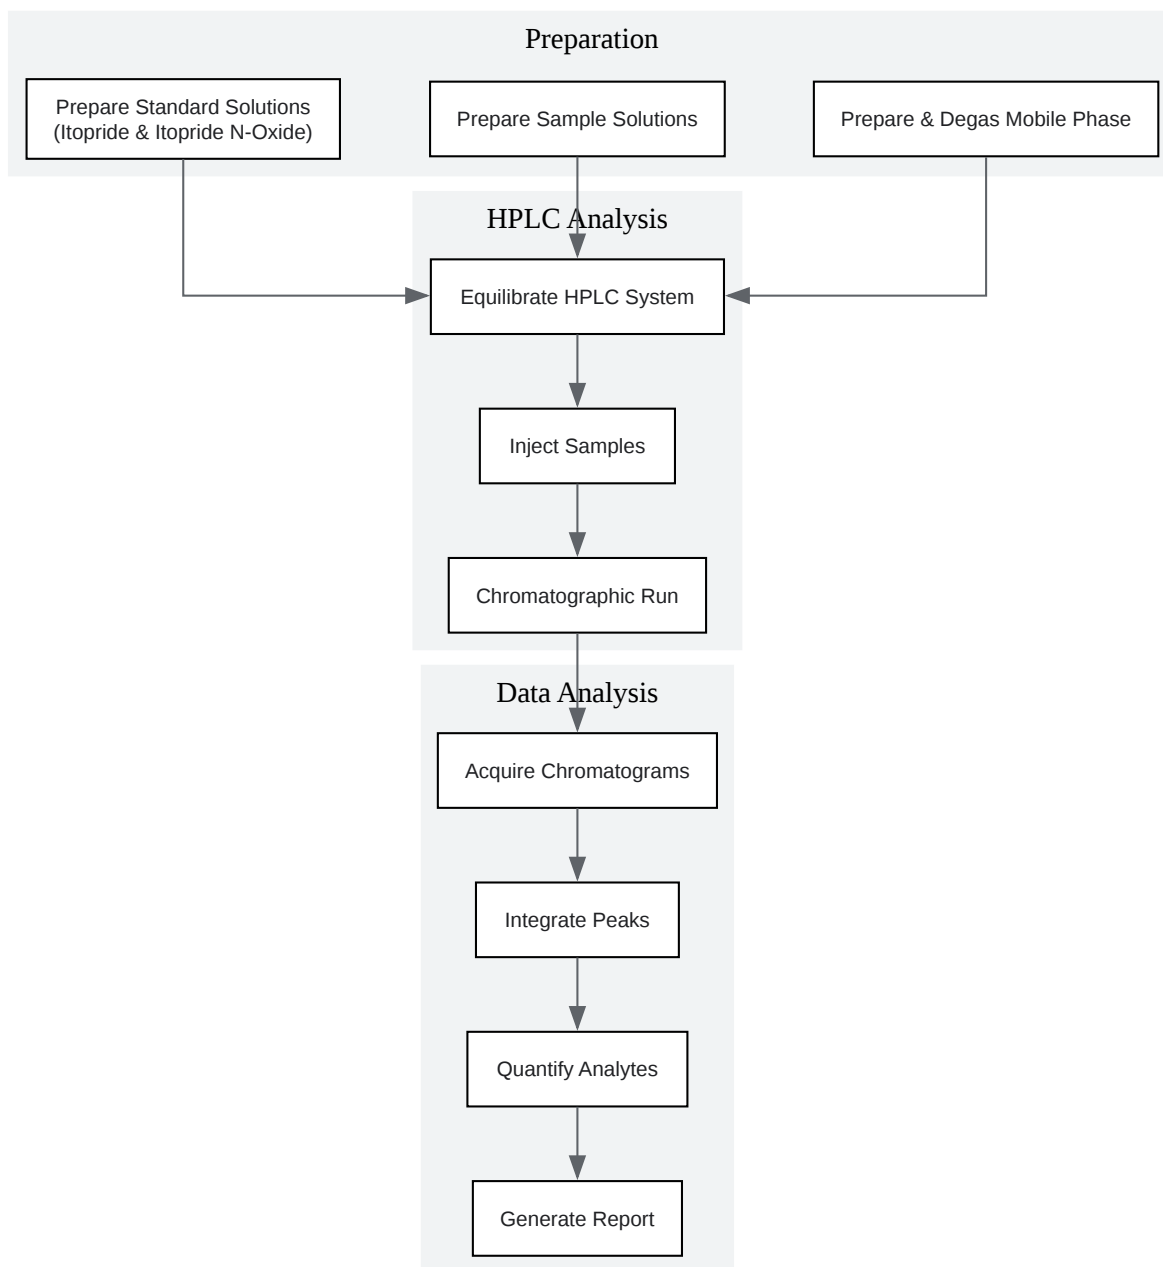 Preparation
Prepare Standard Solutions
(Itopride & Itopride N-Oxide)
Prepare Sample Solutions
Prepare & Degas Mobile Phase
HPLC Analysis
Equilibrate HPLC System
Inject Samples
Chromatographic Run
Data Analysis
Acquire Chromatograms
Integrate Peaks
Quantify Analytes
Generate Report